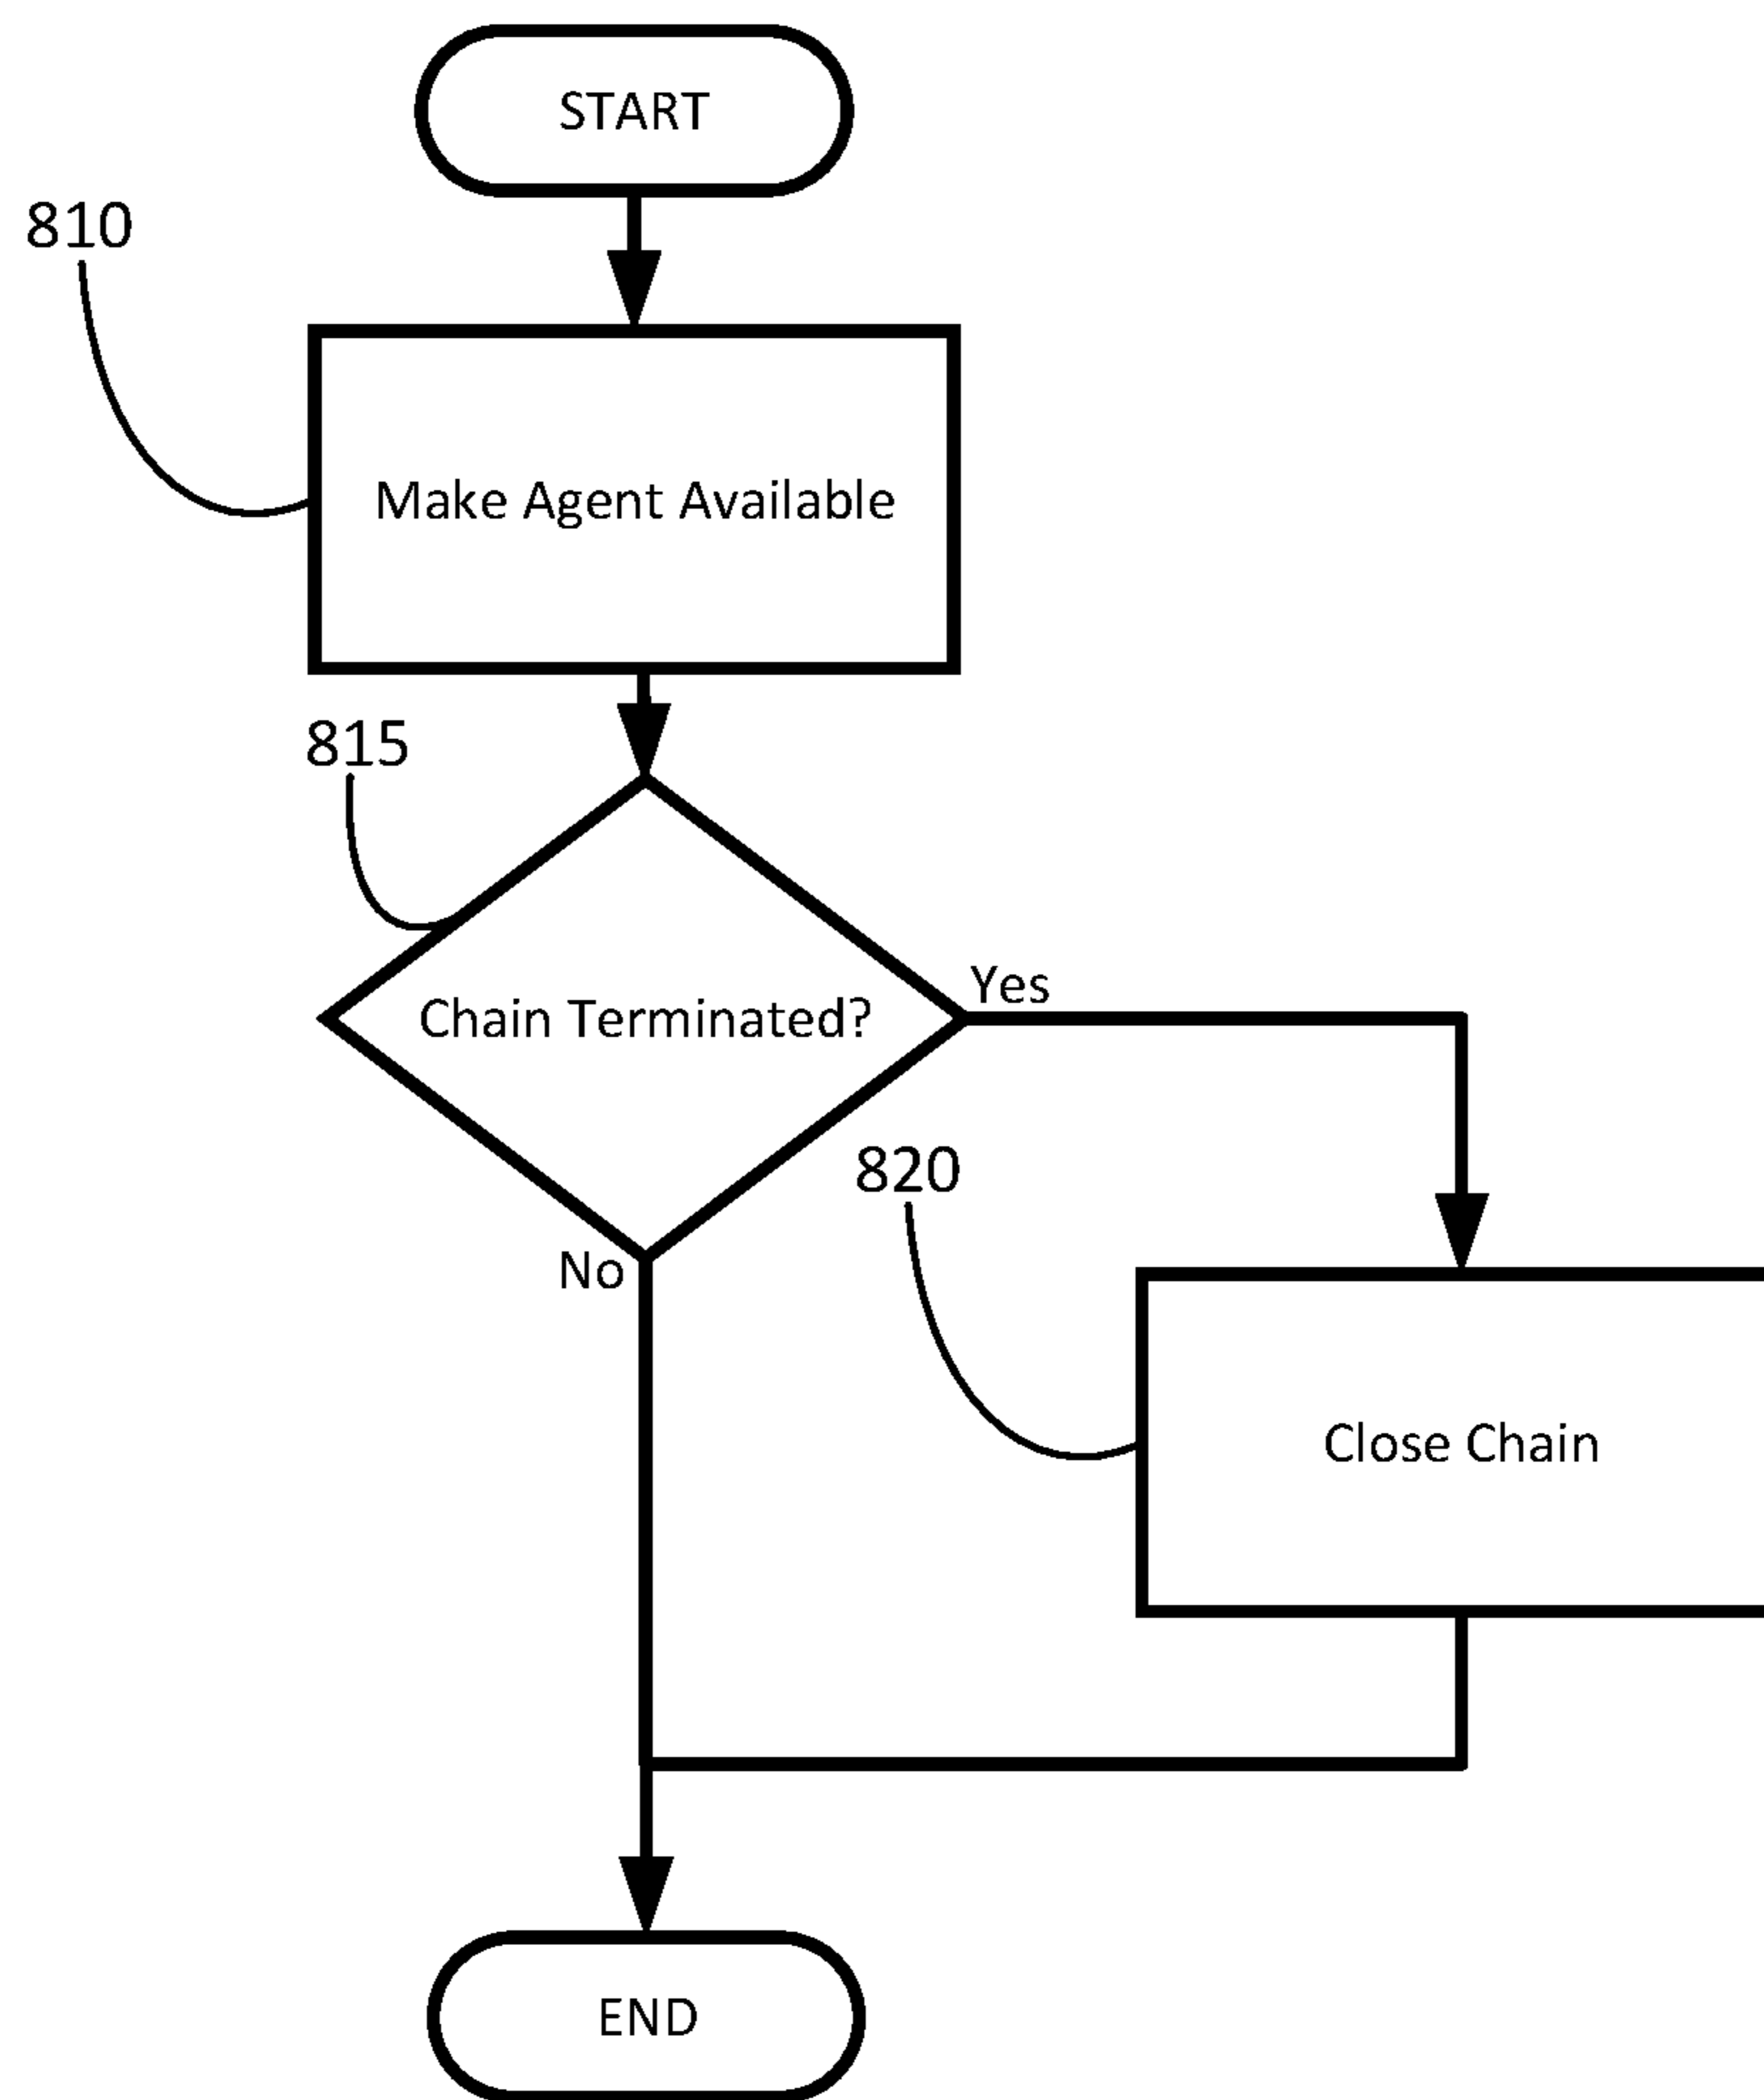 START
810
Make Agent Available
815
Chain Terminated?
Yes
820
No
Close Chain
END